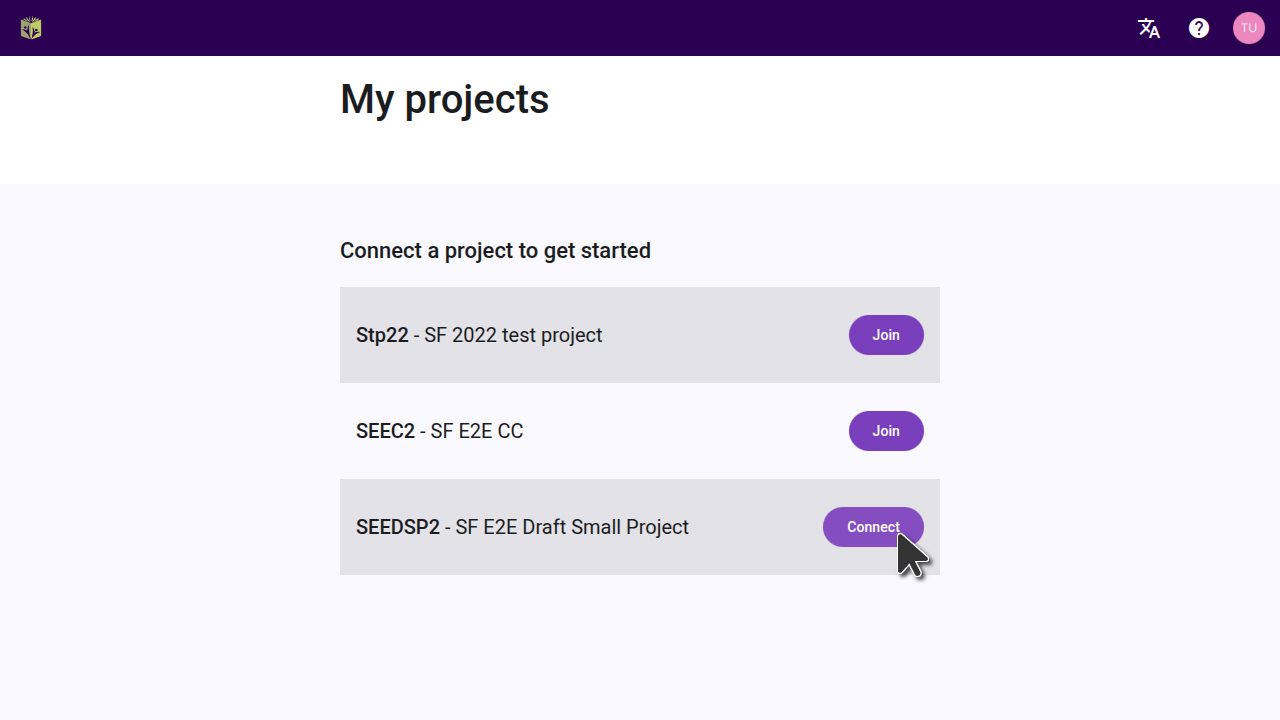 TU
My projects
Connect a project to get started
Stp22 - SF 2022 test project
Join
SEEC2 - SF E2E CC
Join
SEEDSP2 - SF E2E Draft Small Project
Connect